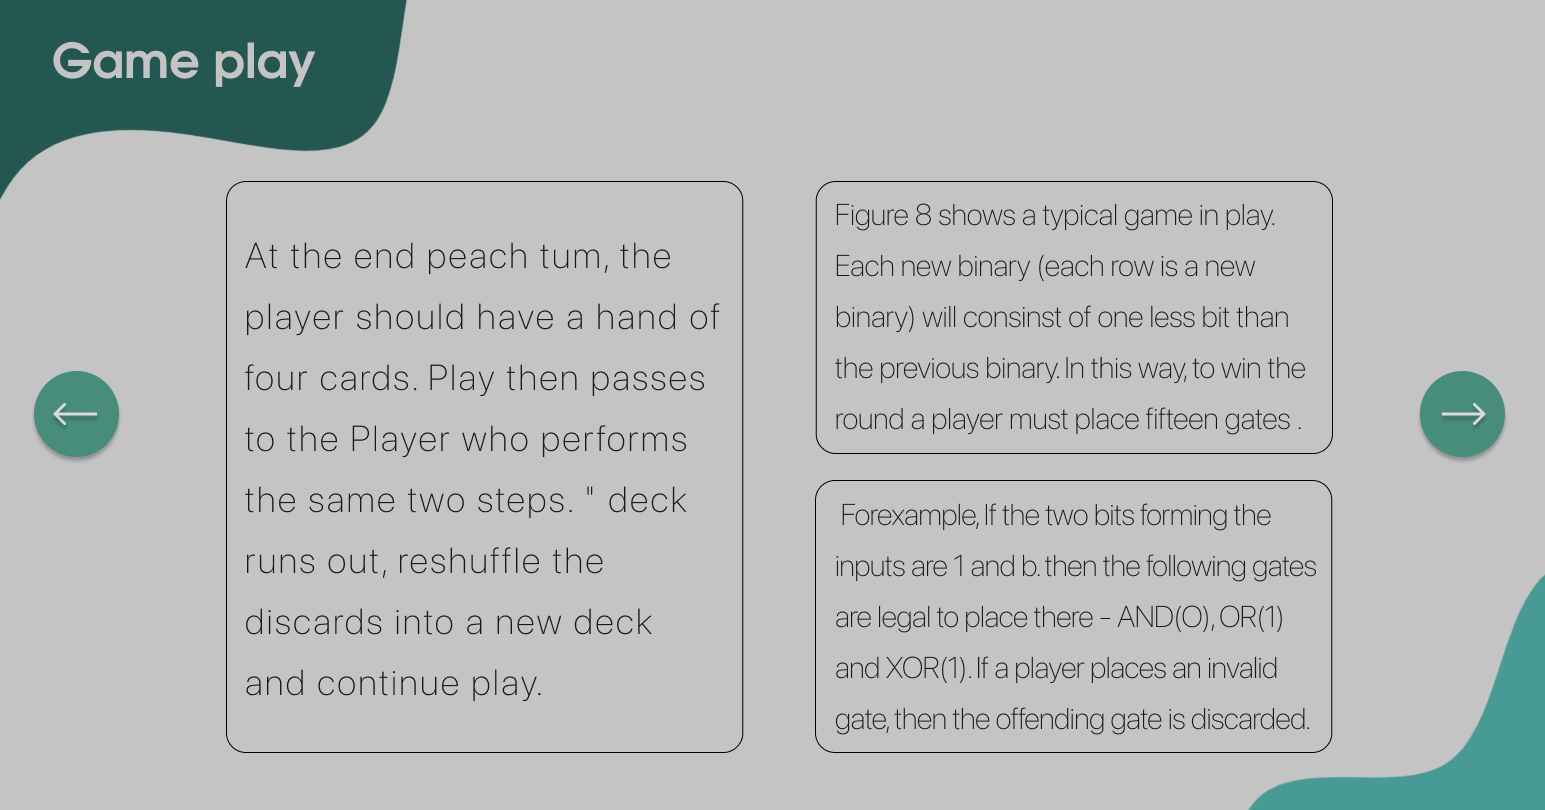 Game play
At the end peach tum, the
player should have a hand of
four cards. Play then passes
to the Player who performs
the same two steps. " deck
runs out, reshuffle the
discards into a new deck
and continue play.
Figure 8 shows a typical game in play.
Each new binary (each row is a new
binary) will consinst of one less bit than
the previous binary. In this way, to win the
round a player must place fifteen gates .
Forexample, If the two bits forming the
inputs are 1 and b. then the following gates
are legal to place there - AND(O), OR(1)
and XOR(1). If a player places an invalid
gate, then the offending gate is discarded.